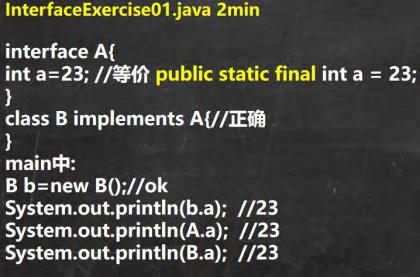 InterfaceExercise01.java 2min
interface A{
int a=23; //等价 public static final int a = 23;
}
class B implements A{//正确
}
main中:
B b=new B();//ok
System.out.println(b.a); //23
System.out.println(A.a); //23
System.out.println(B.a); //23